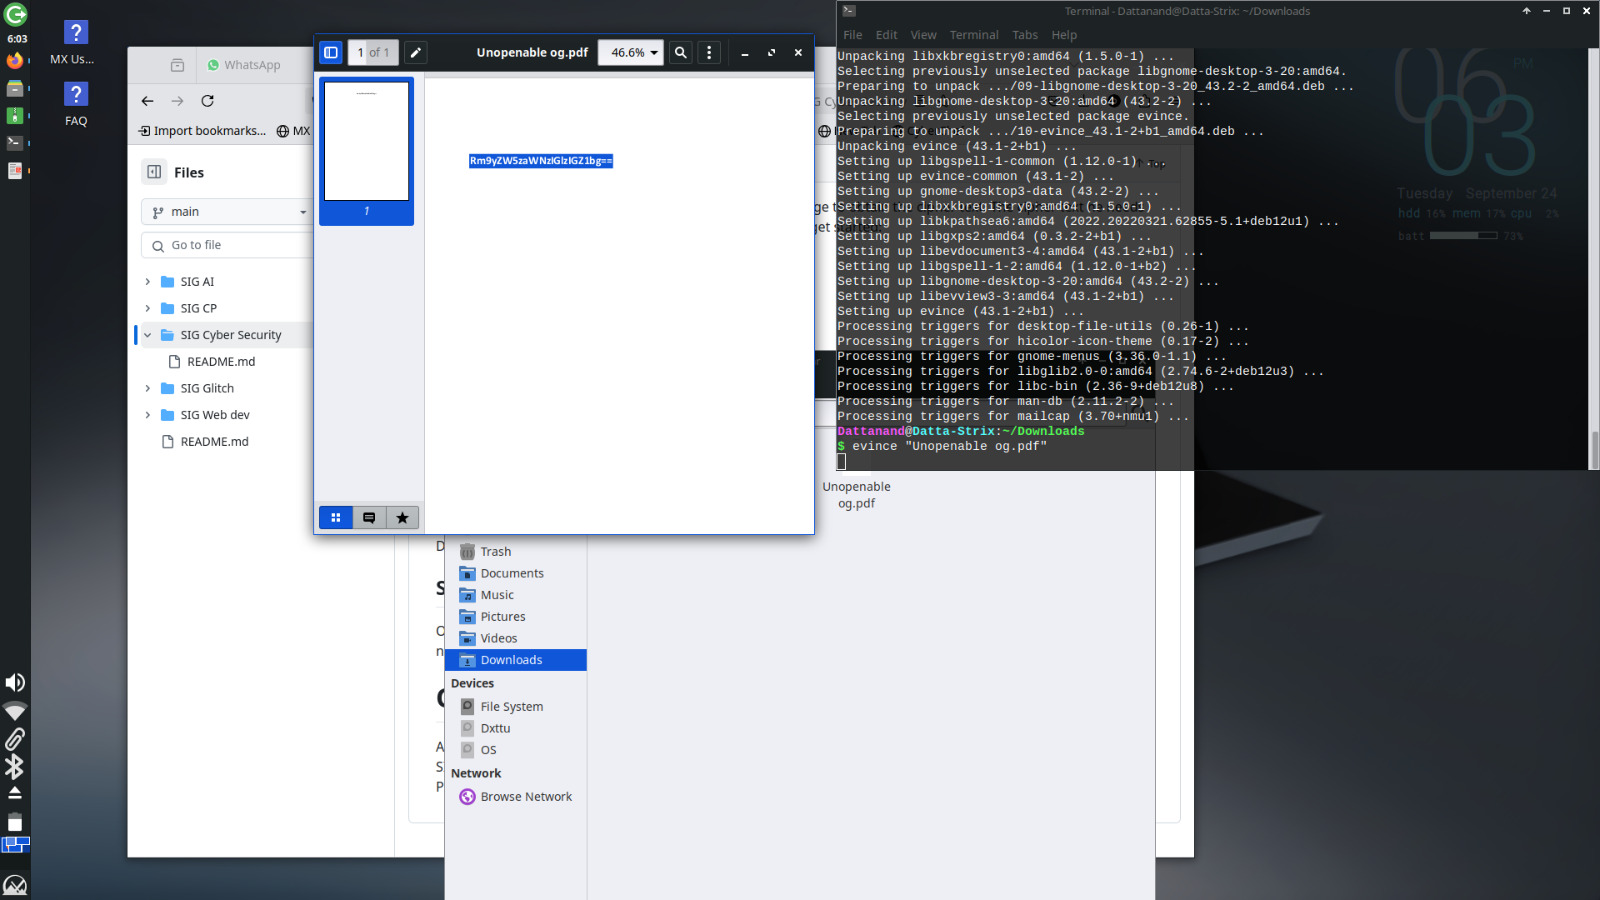 6:03
MX Us...
FAQ
WhatsApp
Import bookmarks...
MX
Files
main
Go to file
SIG AI
SIG CP
SIG Cyber Security
README.md
SIG Glitch
SIG Web dev
README.md
1 of 1
Unopenable og.pdf
46.6%
1
Rm9yZW5zaWNzIGlzIGZ1bg==
Trash
Documents
Music
Pictures
Videos
Downloads
Devices
File System
Dxttu
OS
Network
Browse Network
Unopenable
og.pdf
Terminal - Dattanand@Datta-Strix: ~/Downloads
File Edit View Terminal Tabs Help
Unpacking libxkbregistry0:amd64 (1.5.0-1) ...
Selecting previously unselected package libgnome-desktop-3-20:amd64.
Preparing to unpack .../09-libgnome-desktop-3-20_43.2-2_amd64.deb ...
Unpacking libgnome-desktop-3-20:amd64 (43.2-2) ...
Selecting previously unselected package evince.
Preparing to unpack .../10-evince_43.1-2+b1_amd64.deb ...
Unpacking evince (43.1-2+b1) ...
Setting up libgspell-1-common (1.12.0-1) ...
Setting up evince-common (43.1-2) ...
Setting up gnome-desktop3-data (43.2-2) ...
Setting up libxkbregistry0:amd64 (1.5.0-1) ...
Setting up libkpathsea6:amd64 (2022.20220321.62855-5.1+deb12u1) ...
Setting up libgxps2:amd64 (0.3.2-2+b1) ...
Setting up libevdocument3-4:amd64 (43.1-2+b1) ...
Setting up libgspell-1-2:amd64 (1.12.0-1+b2) ...
Setting up libgnome-desktop-3-20:amd64 (43.2-2) ...
Setting up libevview3-3:amd64 (43.1-2+b1) ...
Setting up evince (43.1-2+b1) ...
Processing triggers for desktop-file-utils (0.26-1) ...
Processing triggers for hicolor-icon-theme (0.17-2) ...
Processing triggers for gnome-menus (3.36.0-1.1) ...
Processing triggers for libglib2.0-0:amd64 (2.74.6-2+deb12u3) ...
Processing triggers for libc-bin (2.36-9+deb12u8) ...
Processing triggers for man-db (2.11.2-2) ...
Processing triggers for mailcap (3.70+nmu1) ...
Dattanand@Datta-Strix:~/Downloads
$ evince "Unopenable og.pdf"
06 PM
03
Tuesday September 24
hdd 16% mem 17% cpu 2%
batt 73%